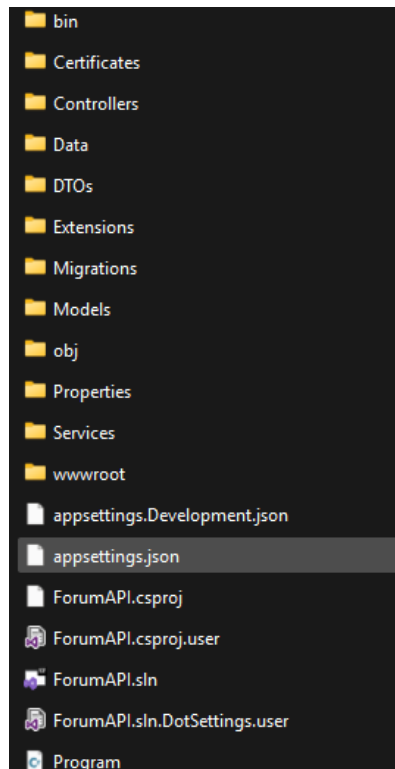 bin
Certificates
Controllers
Data
DTOs
Extensions
Migrations
Models
obj
Properties
Services
wwwroot
appsettings.Development.json
appsettings.json
ForumAPI.csproj
ForumAPI.csproj.user
ForumAPI.sln
ForumAPI.sln.DotSettings.user
Program